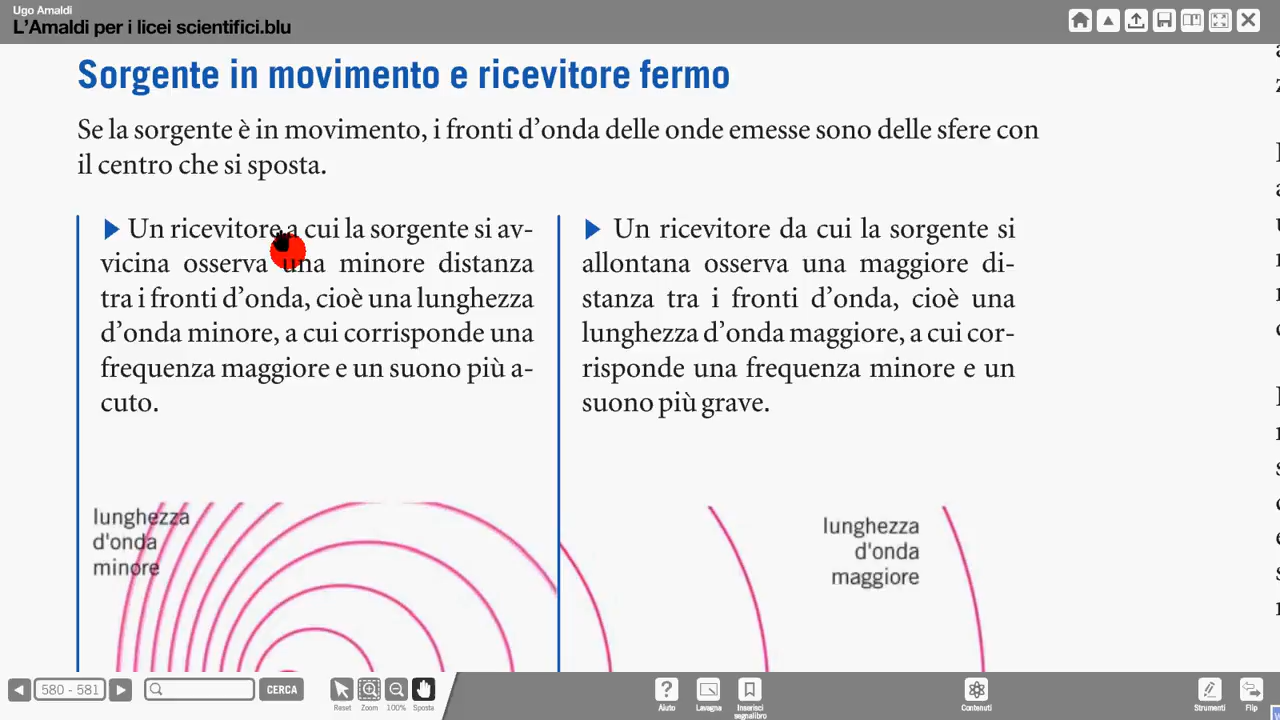 Ugo Amaldi
L'Amaldi per i licei scientifici.blu
Sorgente in movimento e ricevitore fermo
Se la sorgente è in movimento, i fronti d'onda delle onde emesse sono delle sfere con
il centro che si sposta.
Un ricevitore a cui la sorgente si av-
vicina osserva una minore distanza
tra i fronti d'onda, cioè una lunghezza
d'onda minore, a cui corrisponde una
frequenza maggiore e un suono più a-
cuto.
Un ricevitore da cui la sorgente si
allontana osserva una maggiore di-
stanza tra i fronti d'onda, cioè una
lunghezza d'onda maggiore, a cui cor-
risponde una frequenza minore e un
suono più grave.
lunghezza
d'onda
minore
lunghezza
d'onda
maggiore
580 - 581
CERCA
Reset
Zoom
100%
Sposta
Aiuto
Lavagna
Inserisci
segnalibro
Contenuti
Strumenti
Flip